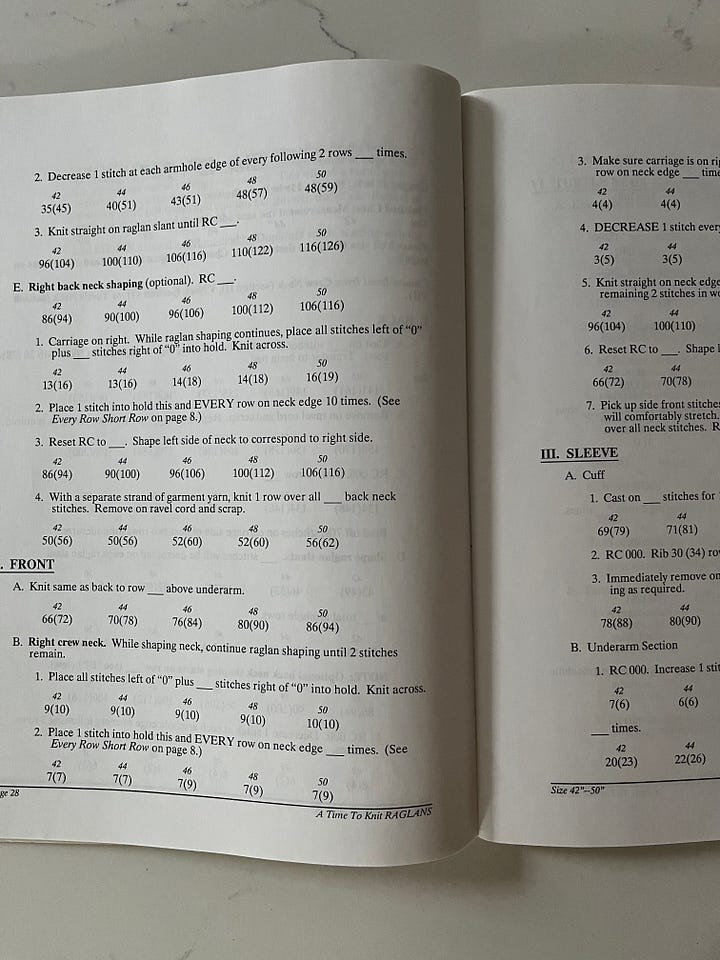 2. Decrease 1 stitch at each armhole edge of every following 2 rows ___ times.
42 44 46 48 50
35(45) 40(51) 43(51) 48(57) 48(59)
3. Knit straight on raglan slant until RC ___.
42 44 46 48 50
96(104) 100(110) 106(116) 110(122) 116(126)
E. Right back neck shaping (optional). RC ___.
42 44 46 48 50
86(94) 90(100) 96(106) 100(112) 106(116)
1. Carriage on right. While raglan shaping continues, place all stitches left of "0"
plus ___ stitches right of "0" into hold. Knit across.
42 44 46 48 50
13(16) 13(16) 14(18) 14(18) 16(19)
2. Place 1 stitch into hold this and EVERY row on neck edge 10 times. (See
Every Row Short Row on page 8.)
3. Reset RC to ___. Shape left side of neck to correspond to right side.
42 44 46 48 50
86(94) 90(100) 96(106) 100(112) 106(116)
4. With a separate strand of garment yarn, knit 1 row over all ___ back neck
stitches. Remove on ravel cord and scrap.
42 44 46 48 50
50(56) 50(56) 52(60) 52(60) 56(62)
. FRONT
A. Knit same as back to row ___ above underarm.
42 44 46 48 50
66(72) 70(78) 76(84) 80(90) 86(94)
B. Right crew neck. While shaping neck, continue raglan shaping until 2 stitches
remain.
1. Place all stitches left of "0" plus ___ stitches right of "0" into hold. Knit across.
42 44 46 48 50
9(10) 9(10) 9(10) 9(10) 10(10)
2. Place 1 stitch into hold this and EVERY row on neck edge ___ times. (See
Every Row Short Row on page 8.)
42 44 46 48 50
7(7) 7(7) 7(9) 7(9) 7(9)
ge 28
A Time To Knit RAGLANS
3. Make sure carriage is on ri
row on neck edge ___ time
42 44
4(4) 4(4)
4. DECREASE 1 stitch every
42 44
3(5) 3(5)
5. Knit straight on neck edge
remaining 2 stitches in w
42 44
96(104) 100(110)
6. Reset RC to ___. Shape l
42 44
66(72) 70(78)
7. Pick up side front stitches
will comfortably stretch.
over all neck stitches. R
III. SLEEVE
A. Cuff
1. Cast on ___ stitches for
42 44
69(79) 71(81)
2. RC 000. Rib 30 (34) ro
3. Immediately remove on
ing as required.
42 44
78(88) 80(90)
B. Underarm Section
1. RC 000. Increase 1 stit
42 44
7(6) 6(6)
___ times.
42 44
20(23) 22(26)
Size 42"--50"